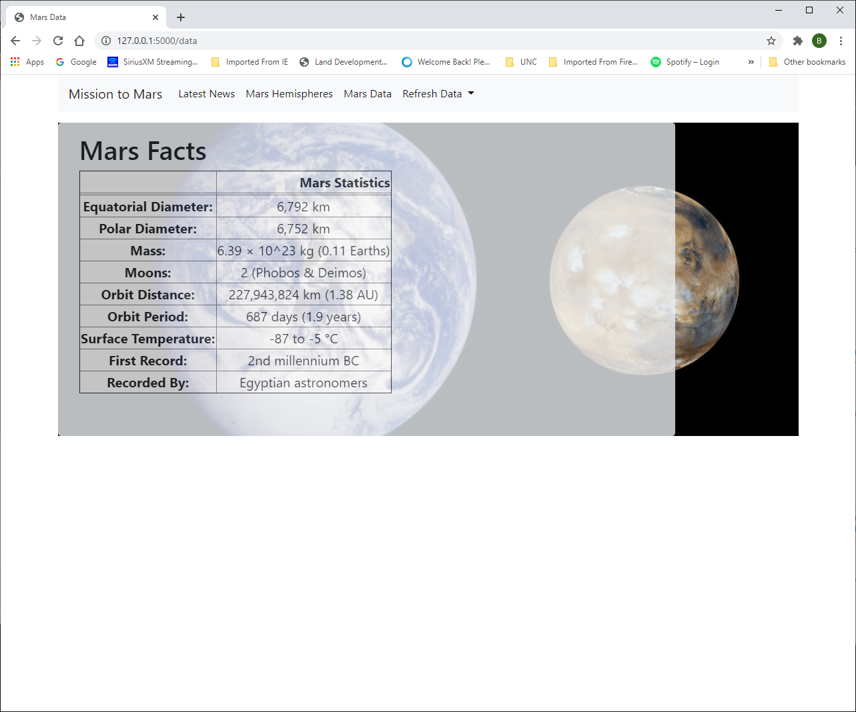 Mars Data
127.0.0.1:5000/data
Apps Google SiriusXM Streaming... Imported From IE Land Development... Welcome Back! Ple... UNC Imported From Fire... Spotify – Login » Other bookmarks
B
Mission to Mars Latest News Mars Hemispheres Mars Data Refresh Data
Mars Facts
Mars Statistics
Equatorial Diameter: 6,792 km
Polar Diameter: 6,752 km
Mass: 6.39 × 10^23 kg (0.11 Earths)
Moons: 2 (Phobos & Deimos)
Orbit Distance: 227,943,824 km (1.38 AU)
Orbit Period: 687 days (1.9 years)
Surface Temperature: -87 to -5 °C
First Record: 2nd millennium BC
Recorded By: Egyptian astronomers